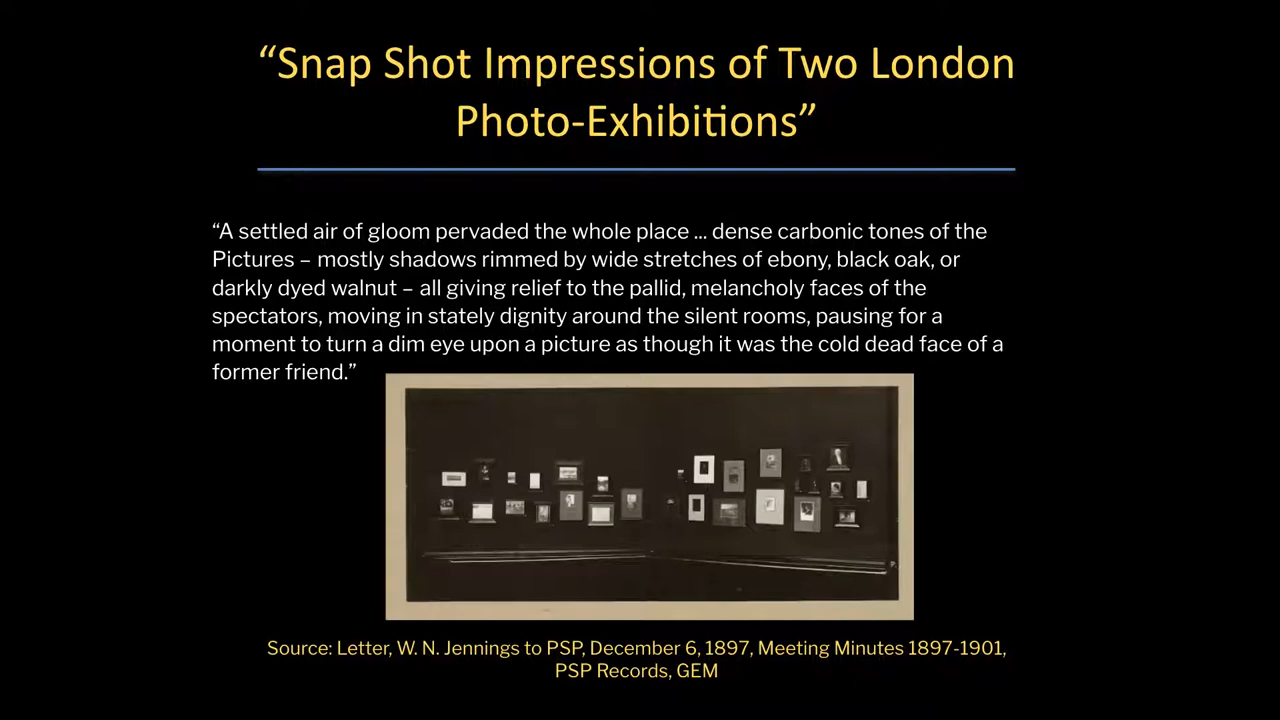 “Snap Shot Impressions of Two London
Photo-Exhibitions”
“A settled air of gloom pervaded the whole place ... dense carbonic tones of the
Pictures – mostly shadows rimmed by wide stretches of ebony, black oak, or
darkly dyed walnut – all giving relief to the pallid, melancholy faces of the
spectators, moving in stately dignity around the silent rooms, pausing for a
moment to turn a dim eye upon a picture as though it was the cold dead face of a
former friend.”
Source: Letter, W. N. Jennings to PSP, December 6, 1897, Meeting Minutes 1897-1901,
PSP Records, GEM